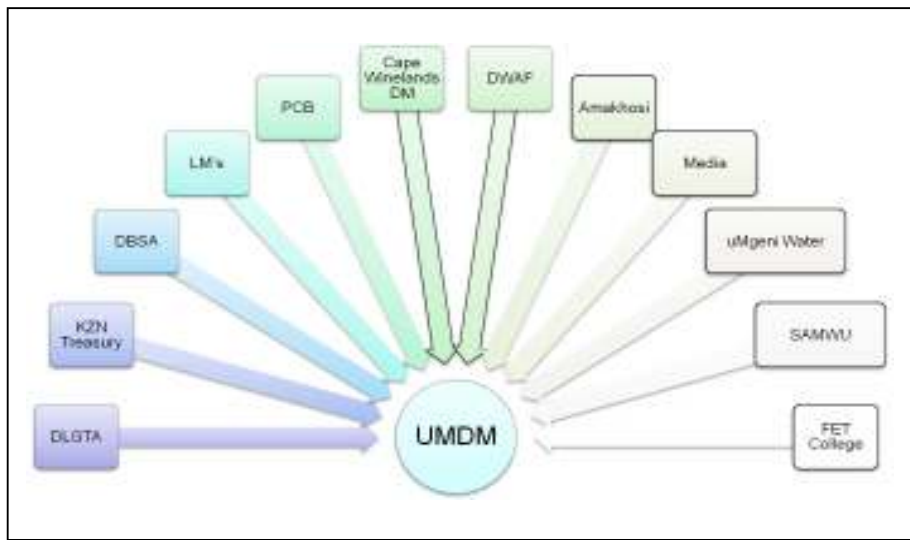 Cape
Winelands
DM
DWAF
PCB
Amakhosi
LM's
Media
DBSA
uMgeni Water
KZN
Treasury
SAMWU
DLGTA
UMDM
FET
College